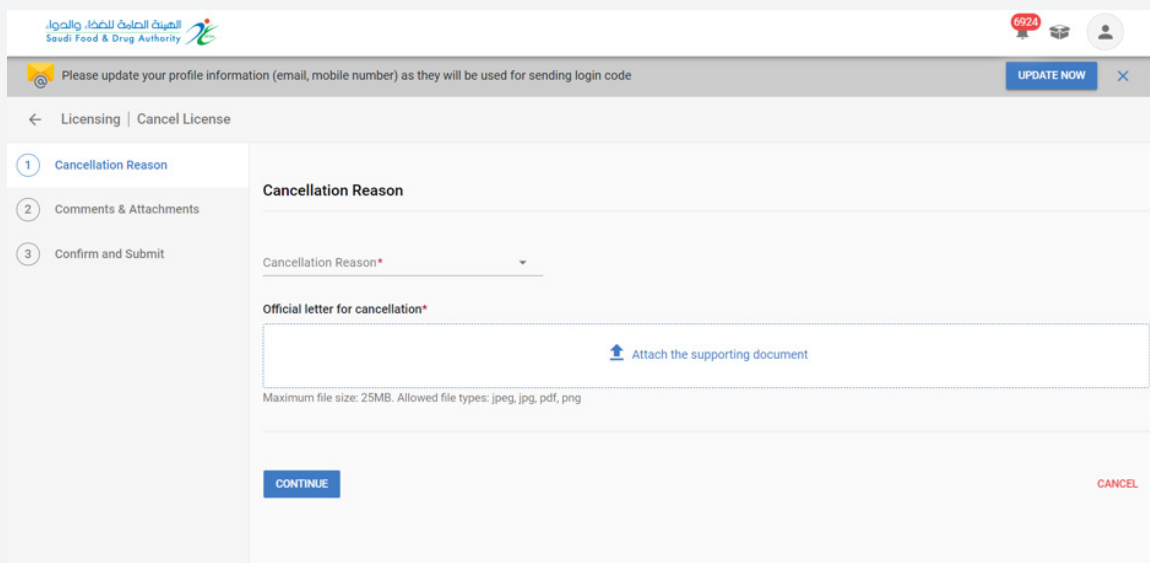 الهيئة العامة للغذاء والدواء
Saudi Food & Drug Authority
6924
Please update your profile information (email, mobile number) as they will be used for sending login code
UPDATE NOW
Licensing | Cancel License
1 Cancellation Reason
2 Comments & Attachments
3 Confirm and Submit
Cancellation Reason
Cancellation Reason*
Official letter for cancellation*
Attach the supporting document
Maximum file size: 25MB. Allowed file types: jpeg, jpg, pdf, png
CONTINUE
CANCEL